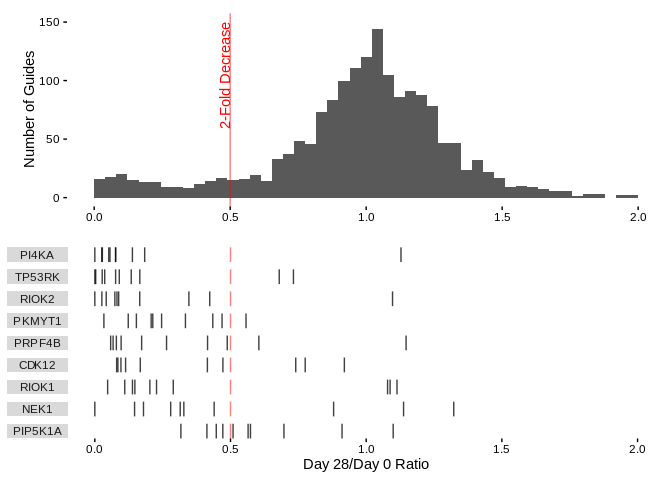 150
100
50
0
Number of Guides
2-Fold Decrease
0.0 0.5 1.0 1.5 2.0
PI4KA
TP53RK
RIOK2
PKMYT1
PRPF4B
CDK12
RIOK1
NEK1
PIP5K1A
0.0 0.5 1.0 1.5 2.0
Day 28/Day 0 Ratio